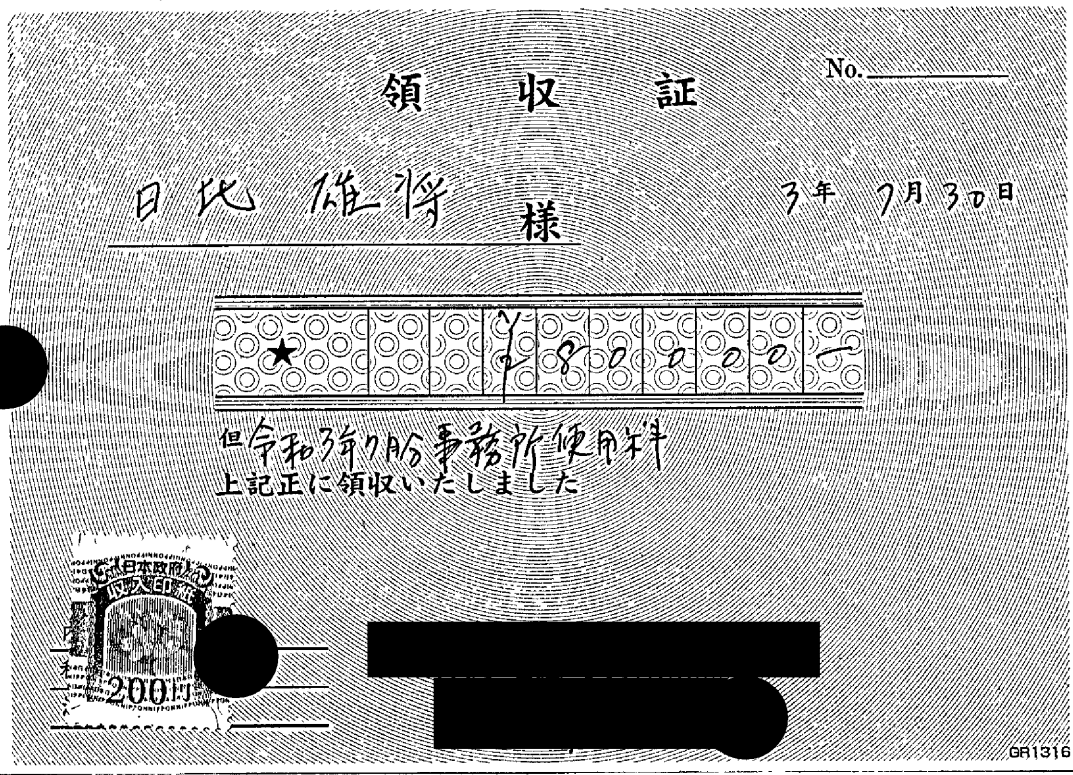 No.
領収証
日比 雄将 様
3年 7月30日
★ ¥280000-
但 令和3年7月分事務所使用料
上記正に領収いたしました
日本政府
収入印紙
200円
GR1316